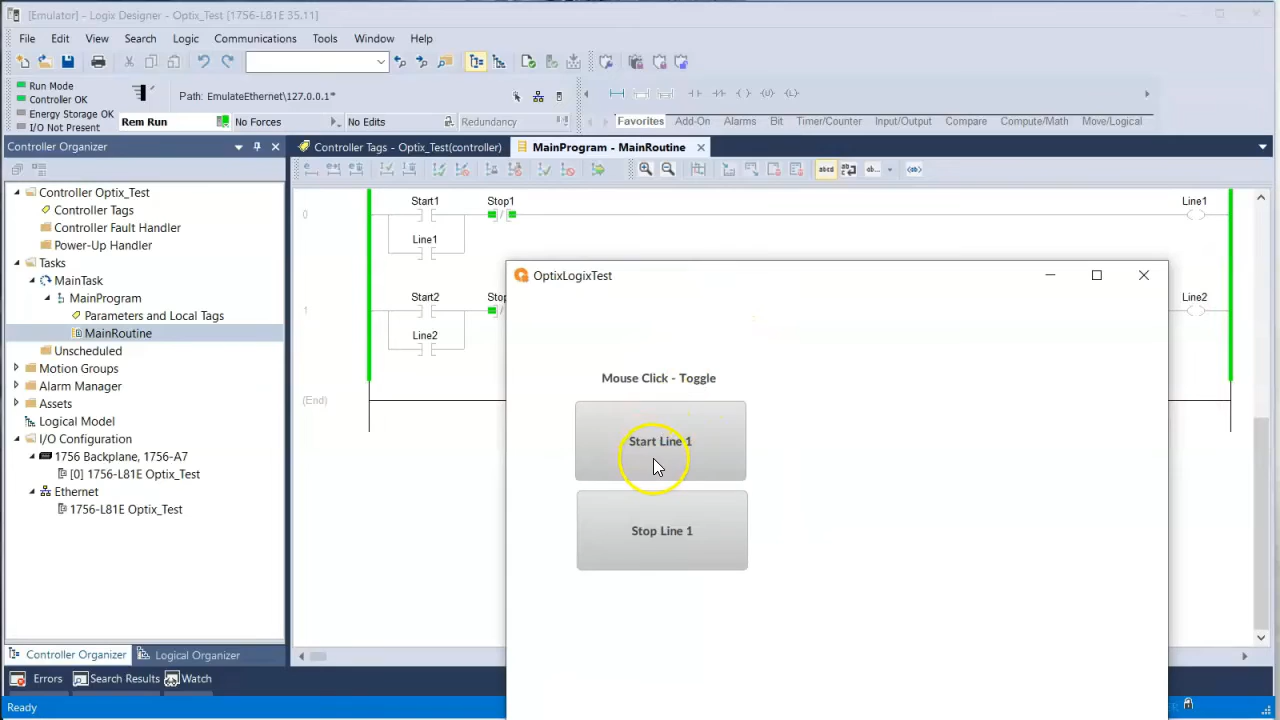 [Emulator] - Logix Designer - Optix_Test [1756-L81E 35.11]
File Edit View Search Logic Communications Tools Window Help
Run Mode
Controller OK
Energy Storage OK
I/O Not Present
Path: EmulateEthernet\127.0.0.1*
Rem Run No Forces No Edits Redundancy
Favorites Add-On Alarms Bit Timer/Counter Input/Output Compare Compute/Math Move/Logical
Controller Organizer
Controller Tags - Optix_Test(controller) MainProgram - MainRoutine
Controller Optix_Test
Controller Tags
Controller Fault Handler
Power-Up Handler
Tasks
MainTask
MainProgram
Parameters and Local Tags
MainRoutine
Unscheduled
Motion Groups
Alarm Manager
Assets
Logical Model
I/O Configuration
1756 Backplane, 1756-A7
[0] 1756-L81E Optix_Test
Ethernet
1756-L81E Optix_Test
Controller Organizer Logical Organizer
Start1 Stop1 Line1
0
Line1
Start2 Line2
1
Line2
(End)
OptixLogixTest
Mouse Click - Toggle
Start Line 1
Stop Line 1
Errors Search Results Watch
Ready